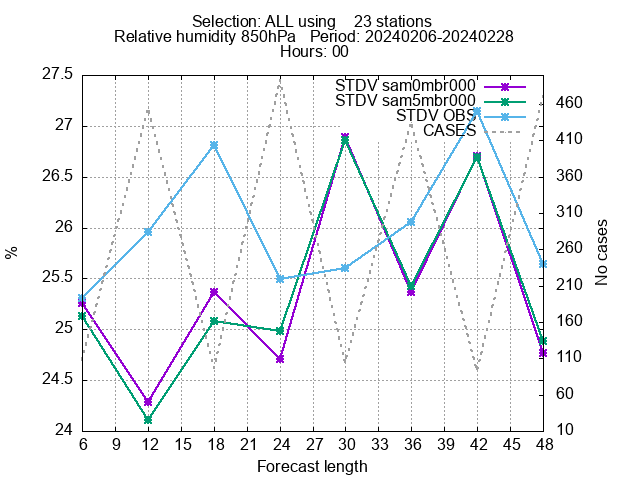 Selection: ALL using    23 stations
Relative humidity 850hPa   Period: 20240206-20240228
Hours: 00
STDV sam0mbr000
STDV sam5mbr000
STDV OBS
CASES
27.5
27
26.5
26
25.5
25
24.5
24
%
460
410
360
310
260
210
160
110
60
10
No cases
6 9 12 15 18 21 24 27 30 33 36 39 42 45 48
Forecast length